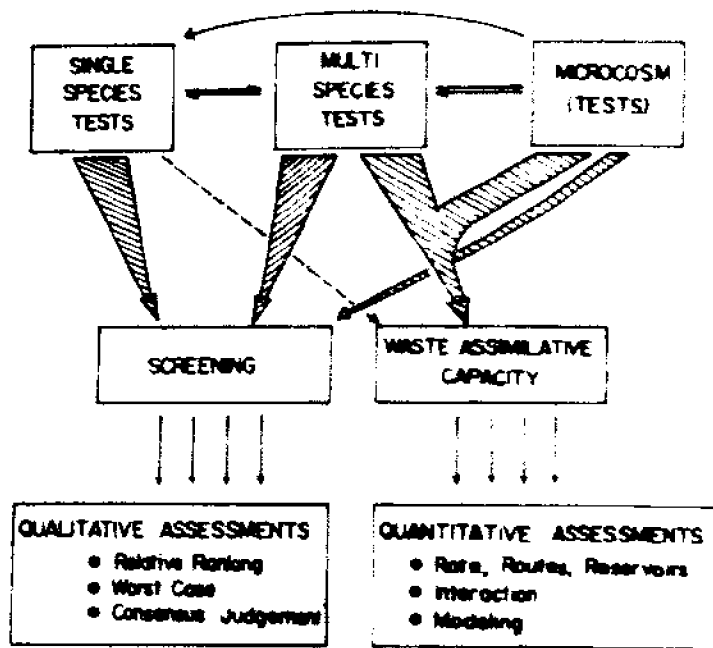 SINGLE
SPECIES
TESTS
MULTI
SPECIES
TESTS
MICROCOSM
(TESTS)
SCREENING
WASTE ASSIMILATIVE
CAPACITY
QUALITATIVE ASSESSMENTS
● Relative Ranking
● Worst Case
● Consensus Judgement
QUANTITATIVE ASSESSMENTS
● Rate, Routes, Reservoirs
● Interaction
● Modeling